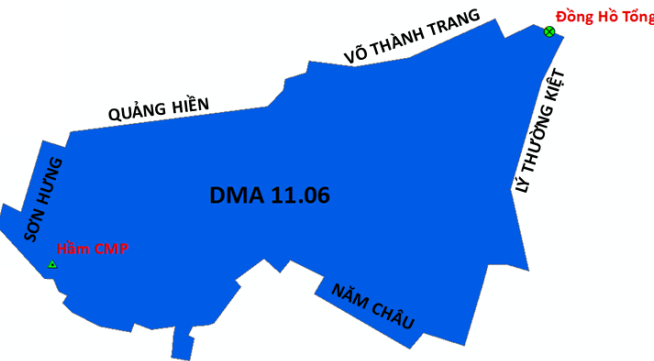 Đồng Hồ Tổng
VÕ THÀNH TRANG
QUẢNG HIỀN
LÝ THƯỜNG KIỆT
SƠN HƯNG
DMA 11.06
Hầm CMP
NĂM CHÂU